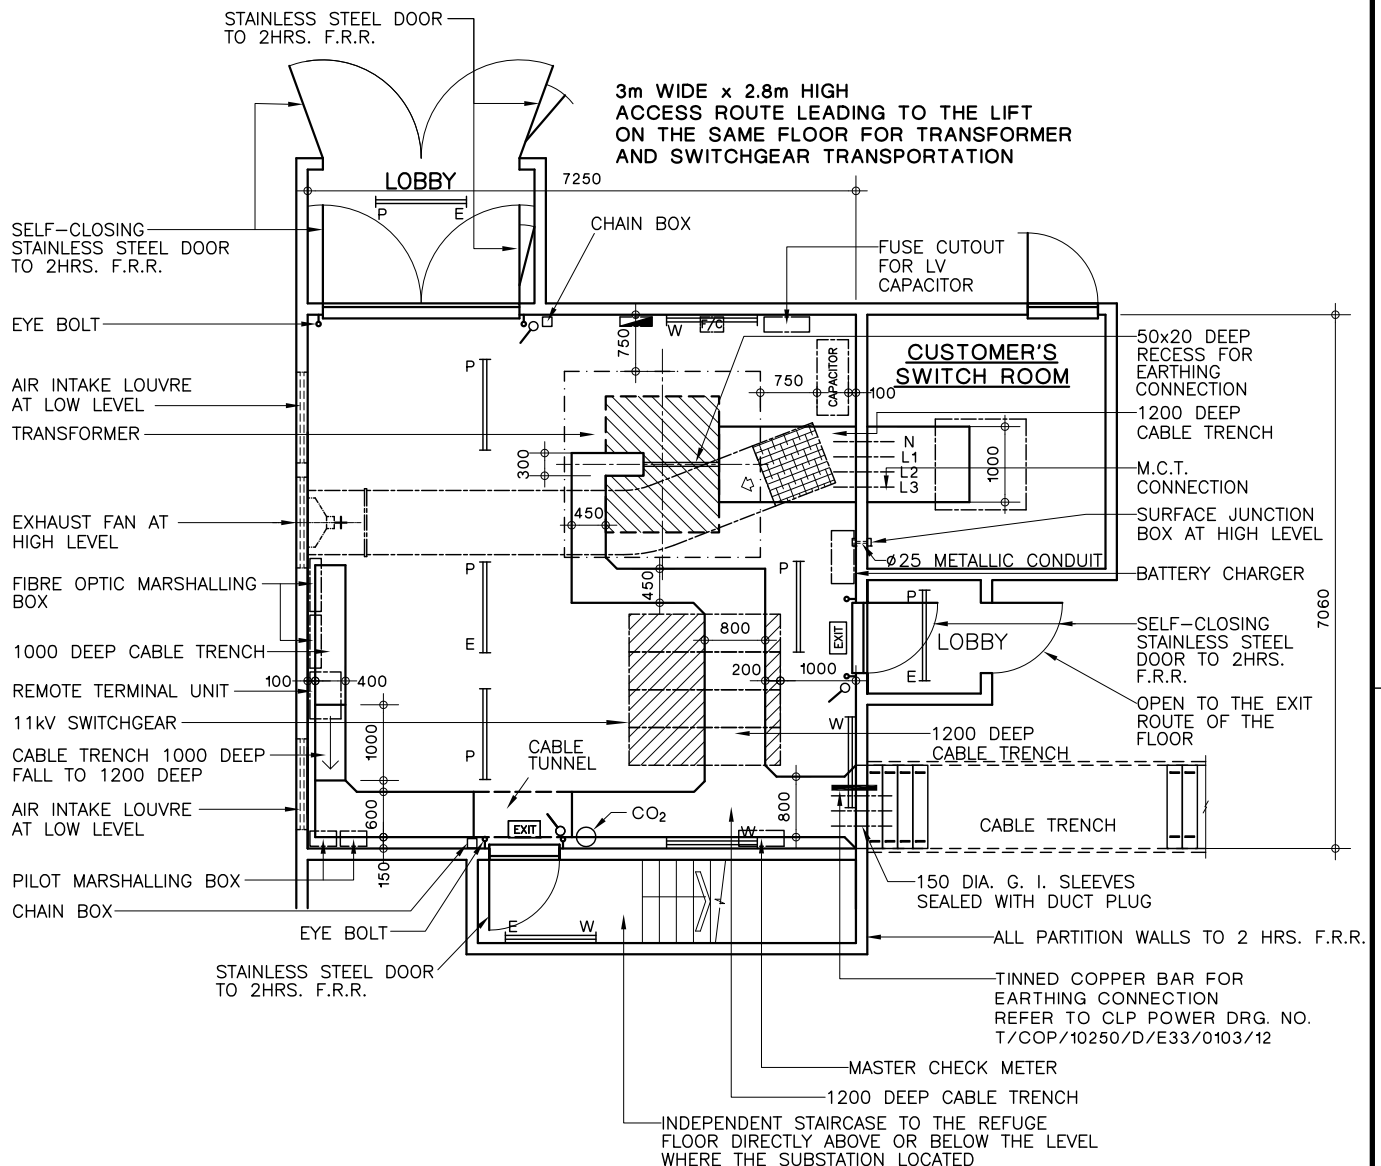 STAINLESS STEEL DOOR
TO 2HRS. F.R.R.
3m WIDE x 2.8m HIGH
ACCESS ROUTE LEADING TO THE LIFT
ON THE SAME FLOOR FOR TRANSFORMER
AND SWITCHGEAR TRANSPORTATION
LOBBY
P E
7250
SELF-CLOSING
STAINLESS STEEL DOOR
TO 2HRS. F.R.R.
CHAIN BOX
FUSE CUTOUT
FOR LV
CAPACITOR
EYE BOLT
W
F/C
750
CUSTOMER'S
SWITCH ROOM
50x20 DEEP
RECESS FOR
EARTHING
CONNECTION
P
CAPACITOR
750
100
AIR INTAKE LOUVRE
AT LOW LEVEL
TRANSFORMER
1200 DEEP
CABLE TRENCH
N
L1
L2
L3
1000
300
M.C.T.
CONNECTION
450
EXHAUST FAN AT
HIGH LEVEL
SURFACE JUNCTION
BOX AT HIGH LEVEL
ø25 METALLIC CONDUIT
FIBRE OPTIC MARSHALLING
BOX
P
450
P
BATTERY CHARGER
P
7060
800
EXIT
LOBBY
SELF-CLOSING
STAINLESS STEEL
DOOR TO 2HRS.
F.R.R.
1000 DEEP CABLE TRENCH
E
E
100
400
200
1000
REMOTE TERMINAL UNIT
11kV SWITCHGEAR
W
OPEN TO THE EXIT
ROUTE OF THE
FLOOR
1000
CABLE TRENCH 1000 DEEP
FALL TO 1200 DEEP
P
CABLE
TUNNEL
1200 DEEP
CABLE TRENCH
AIR INTAKE LOUVRE
AT LOW LEVEL
600
EXIT
CO2
W
800
CABLE TRENCH
150
PILOT MARSHALLING BOX
CHAIN BOX
150 DIA. G. I. SLEEVES
SEALED WITH DUCT PLUG
EYE BOLT
E W
ALL PARTITION WALLS TO 2 HRS. F.R.R.
STAINLESS STEEL DOOR
TO 2HRS. F.R.R.
TINNED COPPER BAR FOR
EARTHING CONNECTION
REFER TO CLP POWER DRG. NO.
T/COP/10250/D/E33/0103/12
MASTER CHECK METER
1200 DEEP CABLE TRENCH
INDEPENDENT STAIRCASE TO THE REFUGE
FLOOR DIRECTLY ABOVE OR BELOW THE LEVEL
WHERE THE SUBSTATION LOCATED